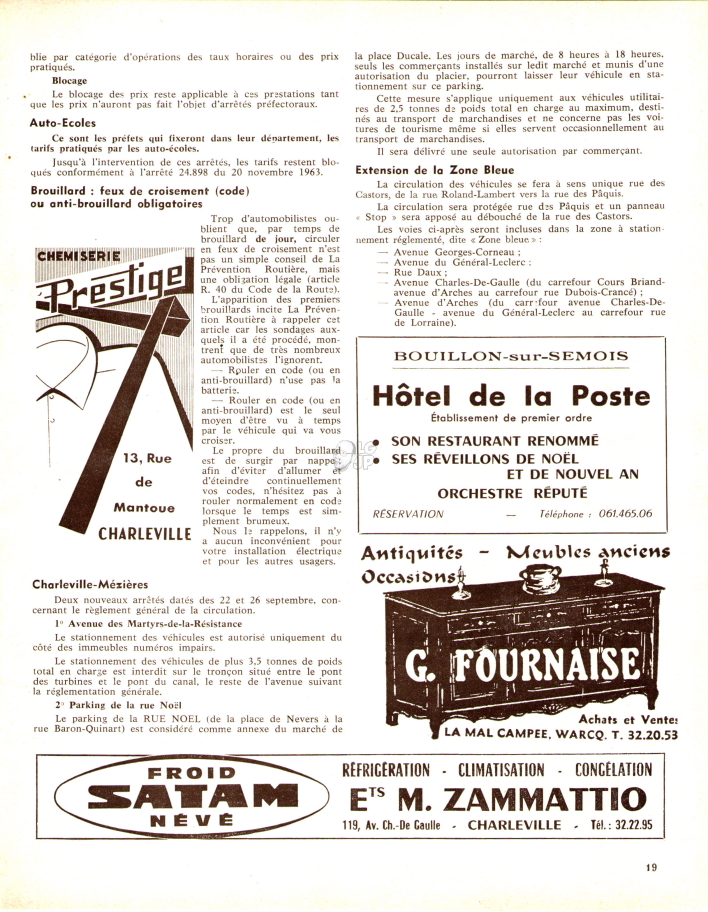 blie par catégorie d'opérations des taux horaires ou des prix
pratiqués.
Blocage
Le blocage des prix reste applicable à ces prestations tant
que les prix n'auront pas fait l'objet d'arrêtés préfectoraux.
Auto-Ecoles
Ce sont les préfets qui fixeront dans leur département, les
tarifs pratiqués par les auto-écoles.
Jusqu'à l'intervention de ces arrêtés, les tarifs restent blo-
qués conformément à l'arrêté 24.898 du 20 novembre 1963.
Brouillard : feux de croisement (code)
ou anti-brouillard obligatoires
Trop d'automobilistes ou-
blient que, par temps de
brouillard de jour, circuler
en feux de croisement n'est
pas un simple conseil de La
Prévention Routière, mais
une obligation légale (article
R. 40 du Code de la Route).
L'apparition des premiers
brouillards incite La Préven-
tion Routière à rappeler cet
article car les sondages aux-
quels il a été procédé, mon-
trent que de très nombreux
automobilistes l'ignorent.
— Rouler en code (ou en
anti-brouillard) n'use pas la
batterie.
— Rouler en code (ou en
anti-brouillard) est le seul
moyen d'être vu à temps
par le véhicule qui va vous
croiser.
Le propre du brouillard
est de surgir par nappes
afin d'éviter d'allumer et
d'éteindre continuellement
vos codes, n'hésitez pas à
rouler normalement en code
lorsque le temps est sim-
plement brumeux.
Nous le rappelons, il n'y
a aucun inconvénient pour
votre installation électrique
et pour les autres usagers.
CHEMISERIE
Prestige
13, Rue
de
Mantoue
CHARLEVILLE
Charleville-Mézières
Deux nouveaux arrêtés datés des 22 et 26 septembre, con-
cernant le règlement général de la circulation.
1° Avenue des Martyrs-de-la-Résistance
Le stationnement des véhicules est autorisé uniquement du
côté des immeubles numéros impairs.
Le stationnement des véhicules de plus 3,5 tonnes de poids
total en charge est interdit sur le tronçon situé entre le pont
des turbines et le pont du canal, le reste de l'avenue suivant
la réglementation générale.
2° Parking de la rue Noël
Le parking de la RUE NOEL (de la place de Nevers à la
rue Baron-Quinart) est considéré comme annexe du marché de
la place Ducale. Les jours de marché, de 8 heures à 18 heures,
seuls les commerçants installés sur ledit marché et munis d'une
autorisation du placier, pourront laisser leur véhicule en sta-
tionnement sur ce parking.
Cette mesure s'applique uniquement aux véhicules utilitai-
res de 2,5 tonnes de poids total en charge au maximum, desti-
nés au transport de marchandises et ne concerne pas les voi-
tures de tourisme même si elles servent occasionnellement au
transport de marchandises.
Il sera délivré une seule autorisation par commerçant.
Extension de la Zone Bleue
La circulation des véhicules se fera à sens unique rue des
Castors, de la rue Roland-Lambert vers la rue des Pâquis.
La circulation sera protégée rue des Pâquis et un panneau
« Stop » sera apposé au débouché de la rue des Castors.
Les voies ci-après seront incluses dans la zone à station-
nement réglementé, dite « Zone bleue » :
— Avenue Georges-Corneau ;
— Avenue du Général-Leclerc :
— Rue Daux ;
— Avenue Charles-De-Gaulle (du carrefour Cours Briand-
avenue d'Arches au carrefour rue Dubois-Crancé) ;
— Avenue d'Arches (du carrefour avenue Charles-De-
Gaulle - avenue du Général-Leclerc au carrefour rue
de Lorraine).
BOUILLON-sur-SEMOIS
Hôtel de la Poste
Établissement de premier ordre
• SON RESTAURANT RENOMMÉ
• SES RÉVEILLONS DE NOËL
ET DE NOUVEL AN
ORCHESTRE RÉPUTÉ
RÉSERVATION — Téléphone : 061.465.06
Antiquités - Meubles anciens
Occasions
G. FOURNAISE
Achats et Ventes
LA MAL CAMPEE, WARCQ. T. 32.20.53
FROID
SATAM
NÉVÉ
RÉFRIGÉRATION - CLIMATISATION - CONGÉLATION
ETS M. ZAMMATTIO
119, Av. Ch.-De Gaulle - CHARLEVILLE - Tél. : 32.22.95
19